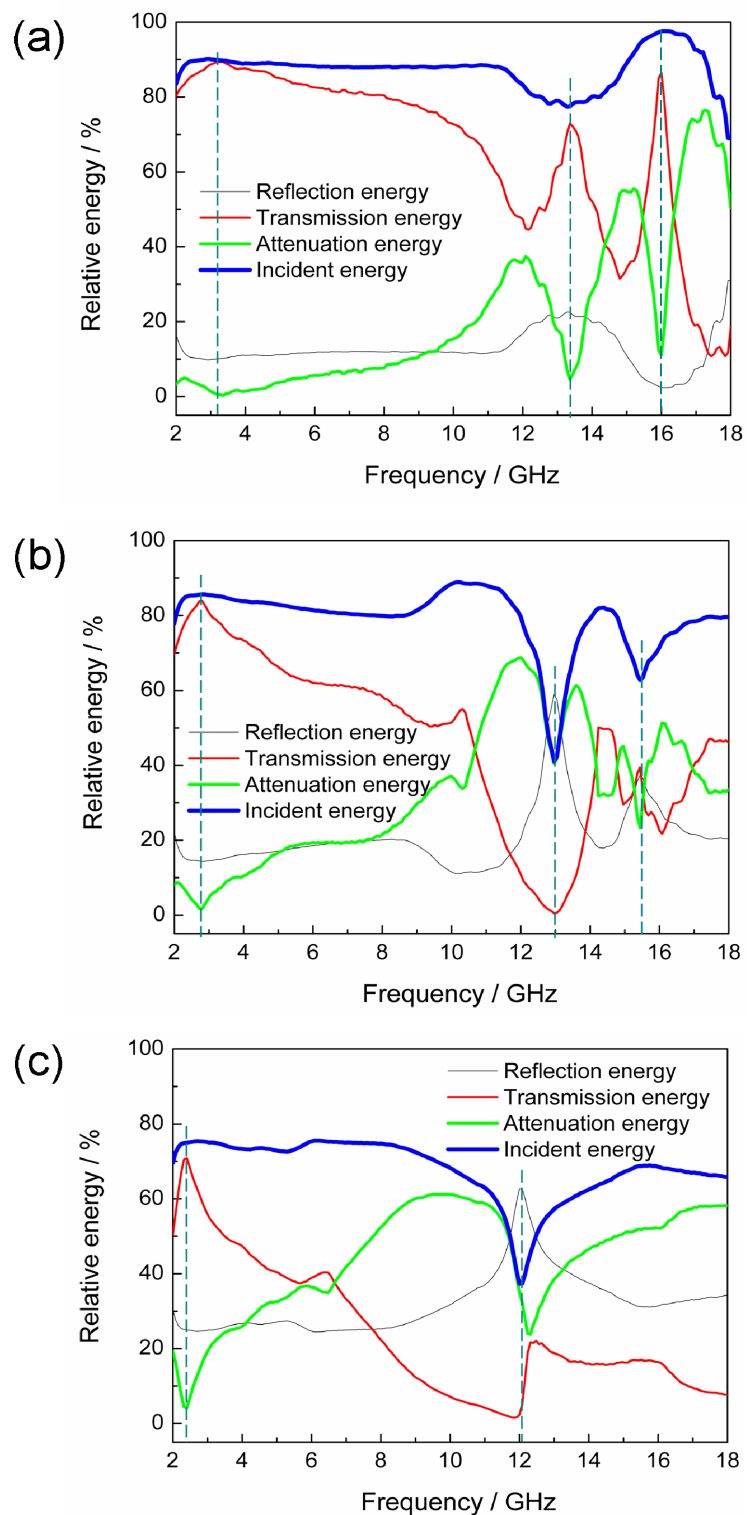 (a)
100
80
60
40
20
0
Relative energy / %
Reflection energy
Transmission energy
Attenuation energy
Incident energy
2 4 6 8 10 12 14 16 18
Frequency / GHz
(b)
100
80
60
40
20
0
Relative energy / %
Reflection energy
Transmission energy
Attenuation energy
Incident energy
2 4 6 8 10 12 14 16 18
Frequency / GHz
(c)
100
80
60
40
20
0
Relative energy / %
Reflection energy
Transmission energy
Attenuation energy
Incident energy
2 4 6 8 10 12 14 16 18
Frequency / GHz